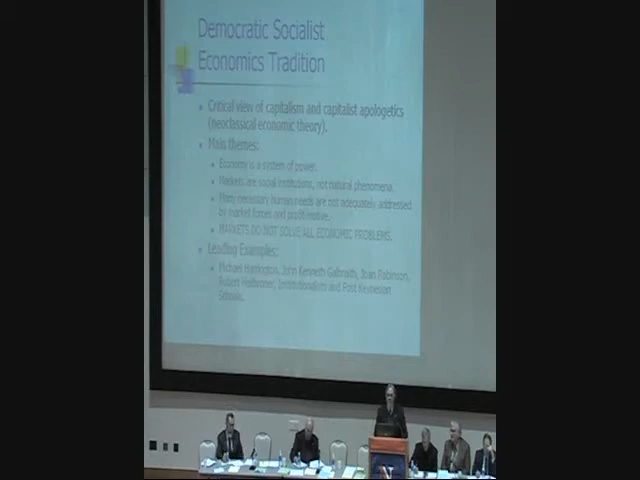 Democratic Socialist
Economics Tradition
Critical view of capitalism and capitalist apologetics
(neoclassical economic theory).
Main themes:
Economy is a system of power.
Markets are social institutions, not natural phenomena.
Many necessary human needs are not adequately addressed
by market forces and profit-motive.
MARKETS DO NOT SOLVE ALL ECONOMIC PROBLEMS.
Leading Examples:
Michael Harrington, John Kenneth Galbraith, Joan Robinson,
Robert Heilbroner, Institutionalists and Post Keynesian
Schools.